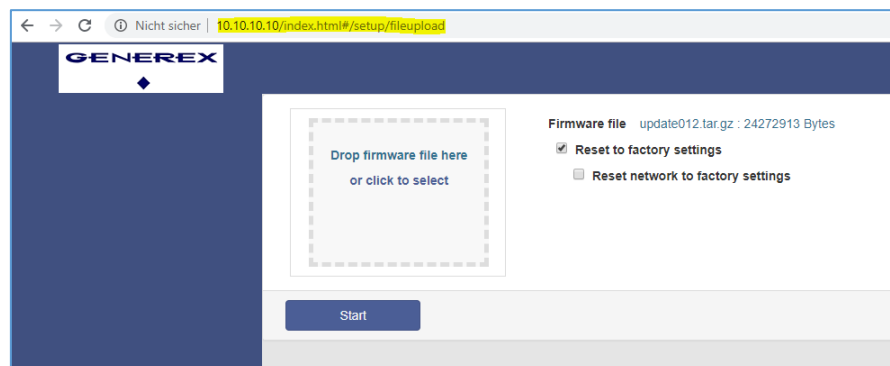 Nicht sicher | 10.10.10.10/index.html#/setup/fileupload
GENEREX
Drop firmware file here
or click to select
Firmware file update012.tar.gz : 24272913 Bytes
Reset to factory settings
Reset network to factory settings
Start